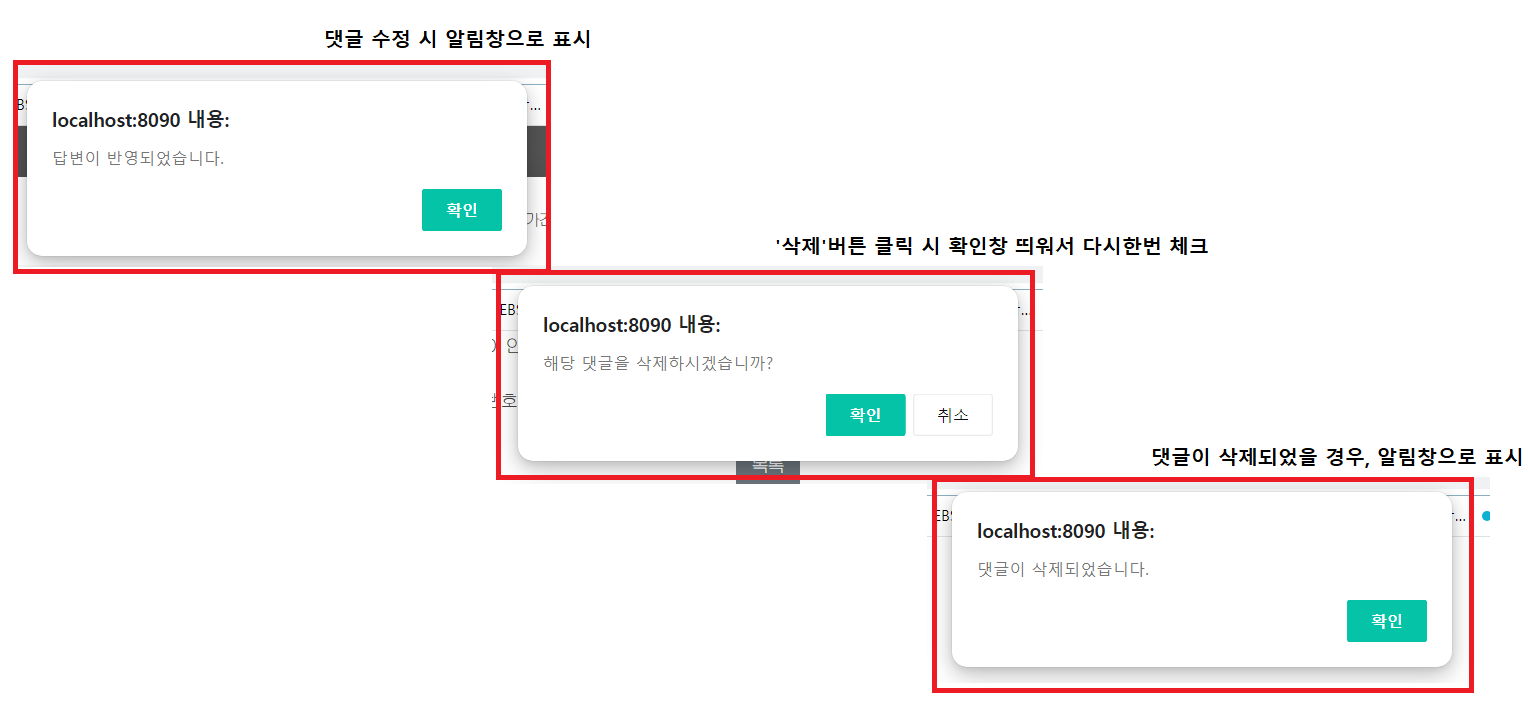 댓글 수정 시 알림창으로 표시
localhost:8090 내용:
답변이 반영되었습니다.
확인
'삭제'버튼 클릭 시 확인창 띄워서 다시한번 체크
EBS
...
localhost:8090 내용:
해당 댓글을 삭제하시겠습니까?
확인 취소
목록
댓글이 삭제되었을 경우, 알림창으로 표시
EBS
localhost:8090 내용:
댓글이 삭제되었습니다.
확인